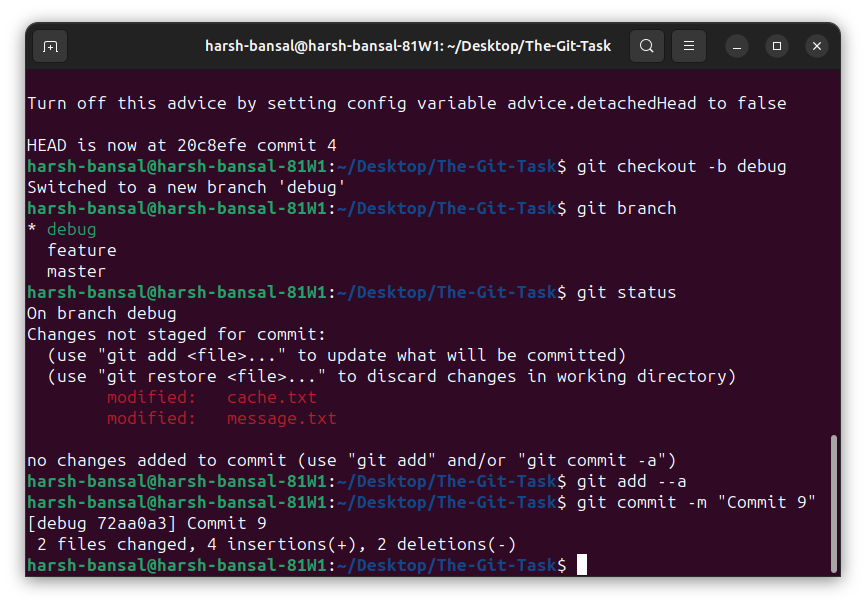 harsh-bansal@harsh-bansal-81W1: ~/Desktop/The-Git-Task
Turn off this advice by setting config variable advice.detachedHead to false
HEAD is now at 20c8efe commit 4
harsh-bansal@harsh-bansal-81W1:~/Desktop/The-Git-Task$ git checkout -b debug
Switched to a new branch 'debug'
harsh-bansal@harsh-bansal-81W1:~/Desktop/The-Git-Task$ git branch
* debug
  feature
  master
harsh-bansal@harsh-bansal-81W1:~/Desktop/The-Git-Task$ git status
On branch debug
Changes not staged for commit:
  (use "git add <file>..." to update what will be committed)
  (use "git restore <file>..." to discard changes in working directory)
        modified:   cache.txt
        modified:   message.txt
no changes added to commit (use "git add" and/or "git commit -a")
harsh-bansal@harsh-bansal-81W1:~/Desktop/The-Git-Task$ git add --a
harsh-bansal@harsh-bansal-81W1:~/Desktop/The-Git-Task$ git commit -m "Commit 9"
[debug 72aa0a3] Commit 9
 2 files changed, 4 insertions(+), 2 deletions(-)
harsh-bansal@harsh-bansal-81W1:~/Desktop/The-Git-Task$